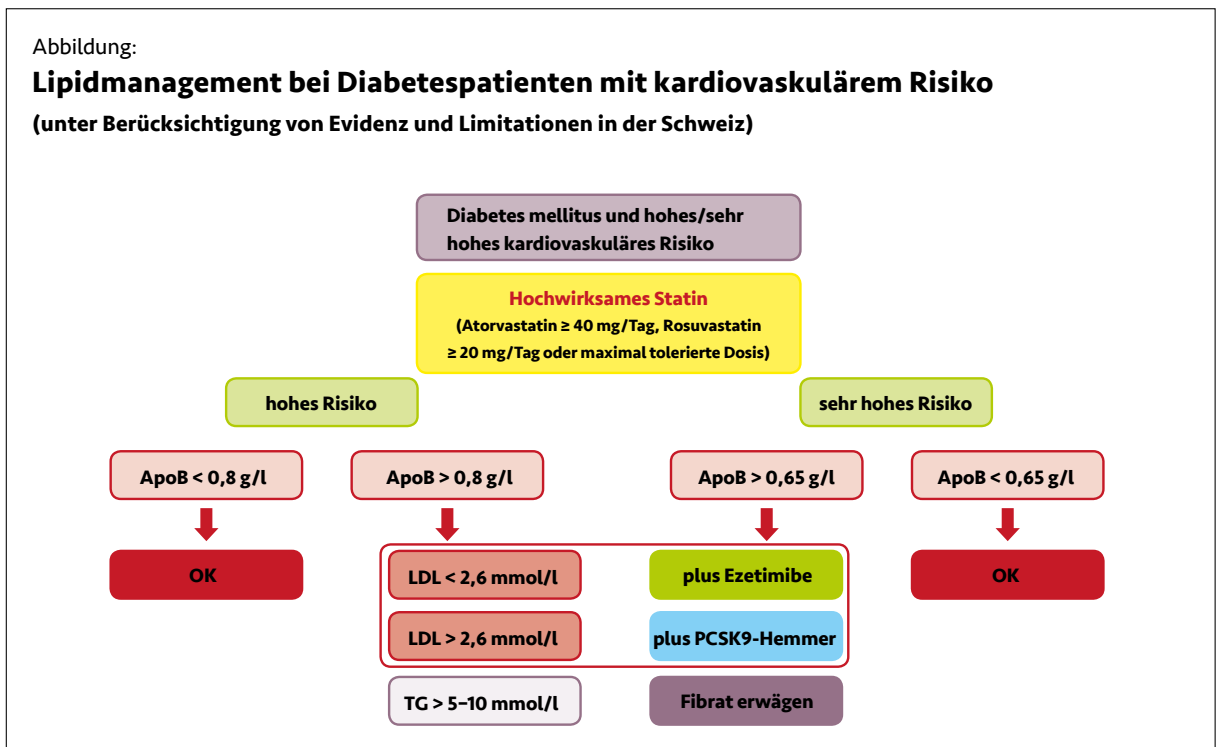 Abbildung:
Lipidmanagement bei Diabetespatienten mit kardiovaskulärem Risiko
(unter Berücksichtigung von Evidenz und Limitationen in der Schweiz)
Diabetes mellitus und hohes/sehr
hohes kardiovaskuläres Risiko
Hochwirksames Statin
(Atorvastatin ≥ 40 mg/Tag, Rosuvastatin
≥ 20 mg/Tag oder maximal tolerierte Dosis)
hohes Risiko
sehr hohes Risiko
ApoB < 0,8 g/l
ApoB > 0,8 g/l
ApoB > 0,65 g/l
ApoB < 0,65 g/l
OK
LDL < 2,6 mmol/l
plus Ezetimibe
OK
LDL > 2,6 mmol/l
plus PCSK9-Hemmer
TG > 5–10 mmol/l
Fibrat erwägen